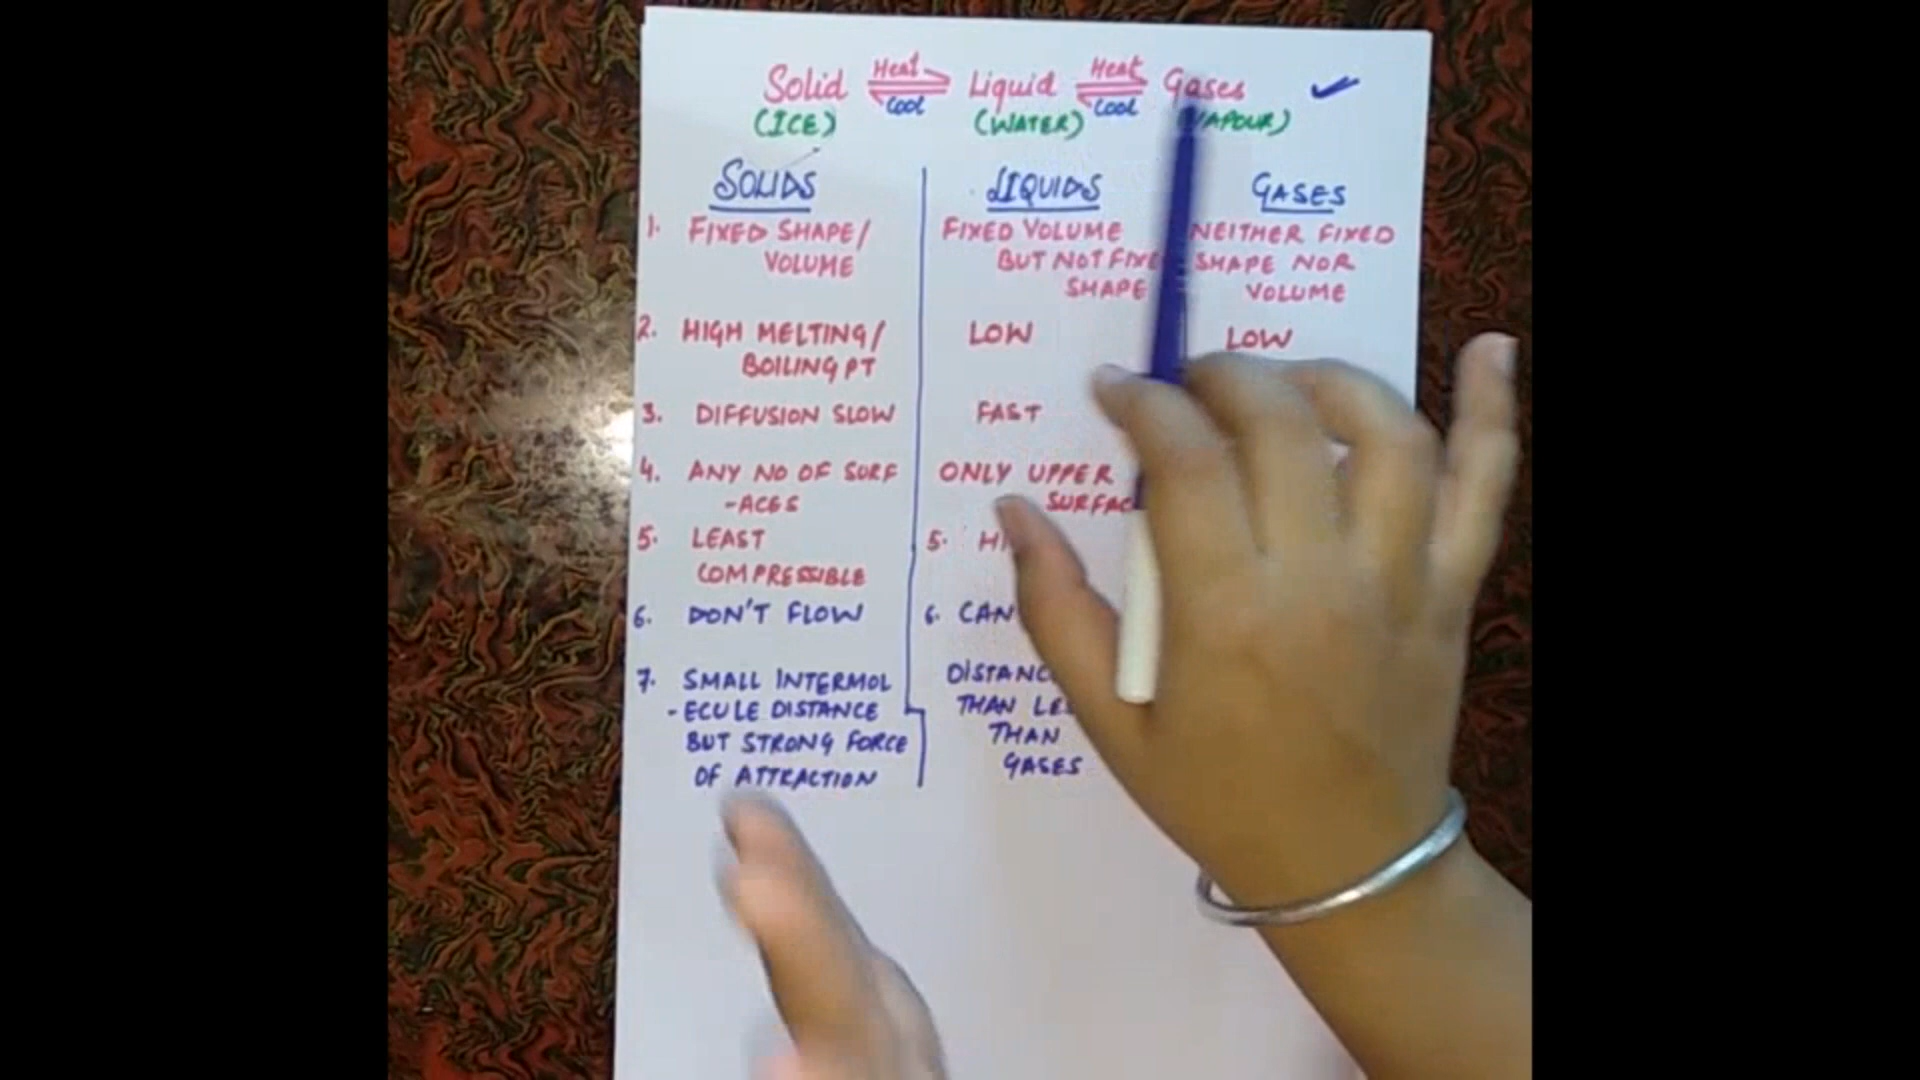 Solid Heat Liquid Heat Gases
Cool Cool
(ICE) (WATER)
SOLIDS
1. FIXED SHAPE/
VOLUME
2. HIGH MELTING/
BOILING PT
3. DIFFUSION SLOW
4. ANY NO OF SURF
-ACES
5. LEAST
COMPRESSIBLE
6. DON'T FLOW
7. SMALL INTERMOL
-ECULE DISTANCE
BUT STRONG FORCE
OF ATTRACTION
LIQUIDS
FIXED VOLUME
BUT NOT
SHAPE
LOW
FAST
ONLY UPPER
5.
6. CAN
THAN
THAN
GASES
GASES
NEITHER FIXED
SHAPE NOR
VOLUME
LOW